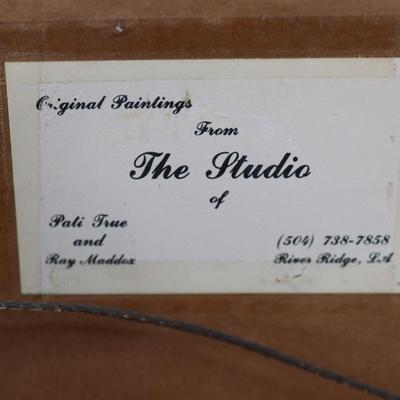 Original Paintings
From
The Studio
of
Pati True
and
Ray Maddox
(504) 738-7858
River Ridge, LA